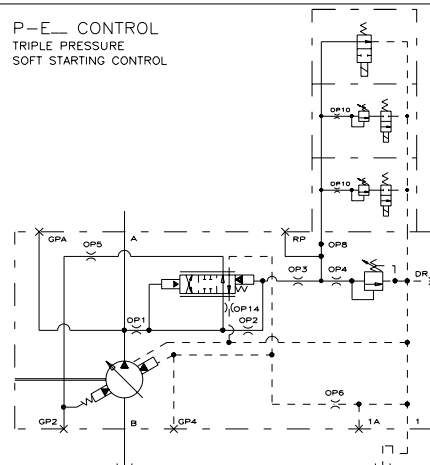 P-E__ CONTROL
TRIPLE PRESSURE
SOFT STARTING CONTROL
OP10
OP10
GPA
A
RP
OP5
OP8
OP3
OP4
DR
OP14
OP1
OP2
OP6
GP2
B
GP4
1A
1